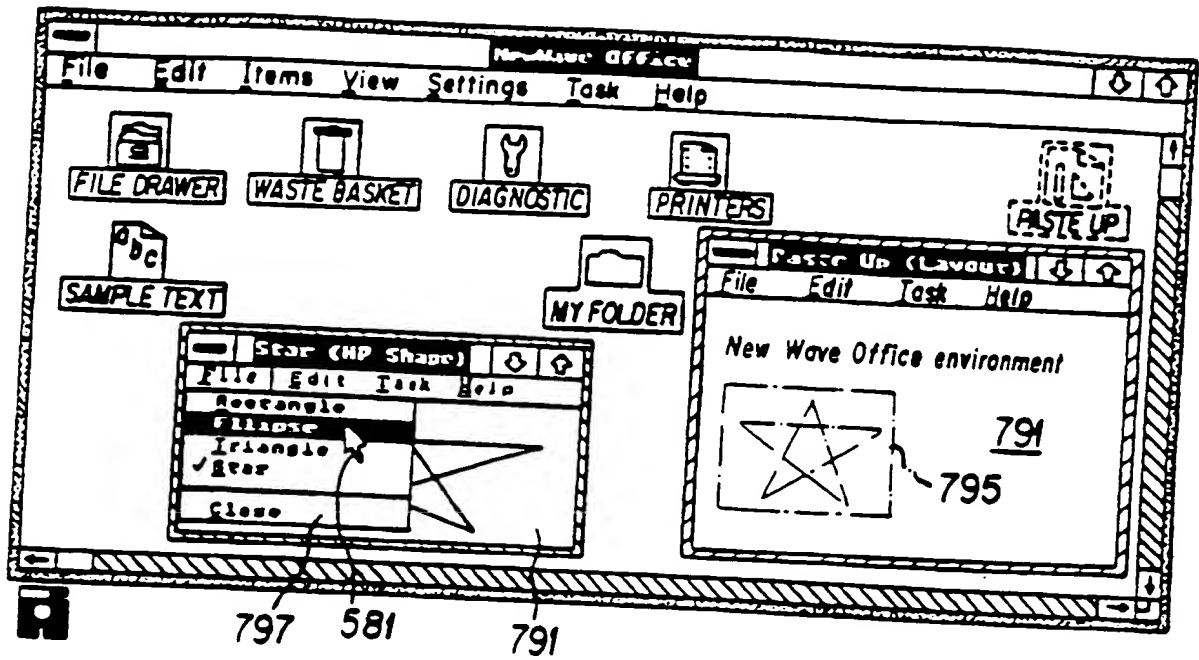 NewWave Office
File Edit Items View Settings Task Help
FILE DRAWER WASTE BASKET DIAGNOSTIC PRINTERS PASTE UP
abc
SAMPLE TEXT MY FOLDER
Paste Up (Layout)
File Edit Task Help
New Wave Office environment
791
795
Star (HP Shape)
File Edit Task Help
Rectangle
Ellipse
Triangle
✓ Star
Close
797 581 791